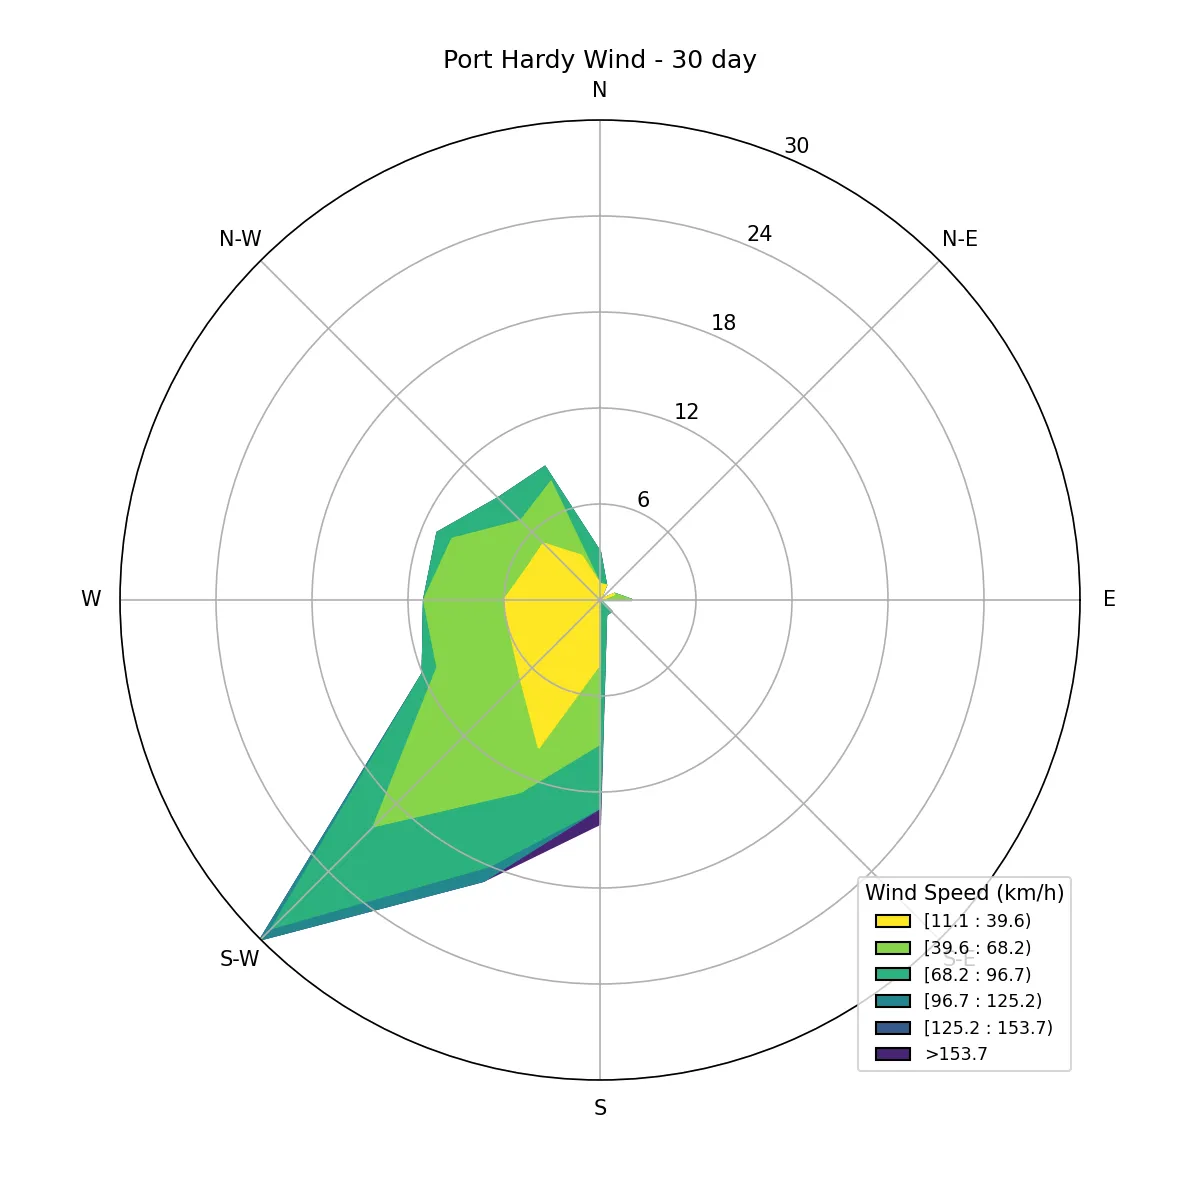 Port Hardy Wind - 30 day
N
30
N-W
N-E
24
18
12
6
W
E
S-W
S-E
S
Wind Speed (km/h)
[11.1 : 39.6)
[39.6 : 68.2)
[68.2 : 96.7)
[96.7 : 125.2)
[125.2 : 153.7)
>153.7